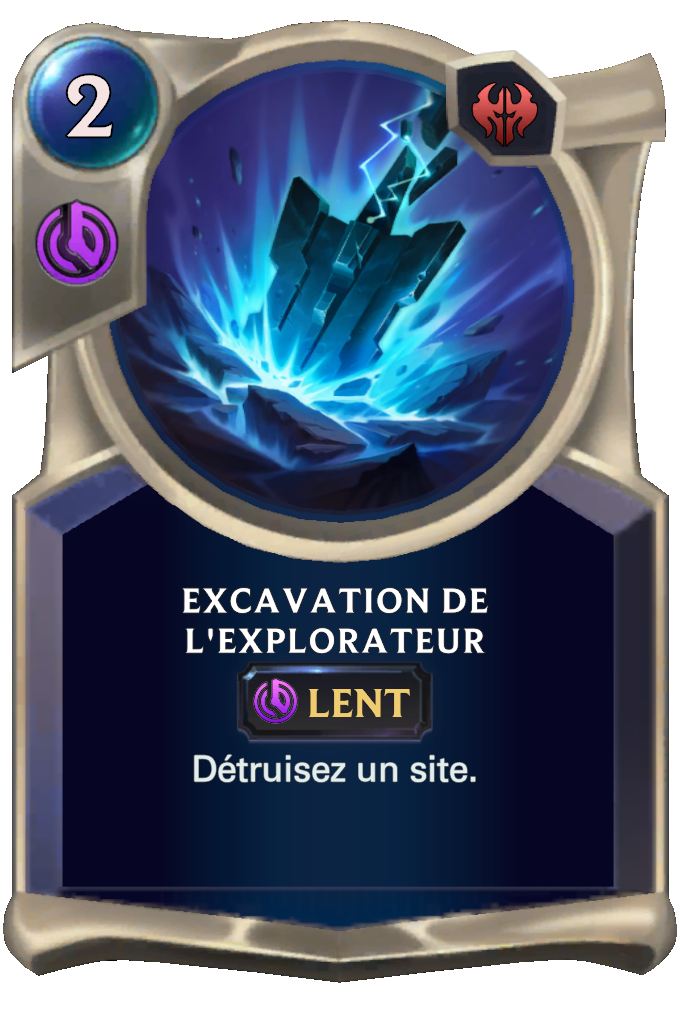 2
EXCAVATION DE
L'EXPLORATEUR
LENT
Détruisez un site.